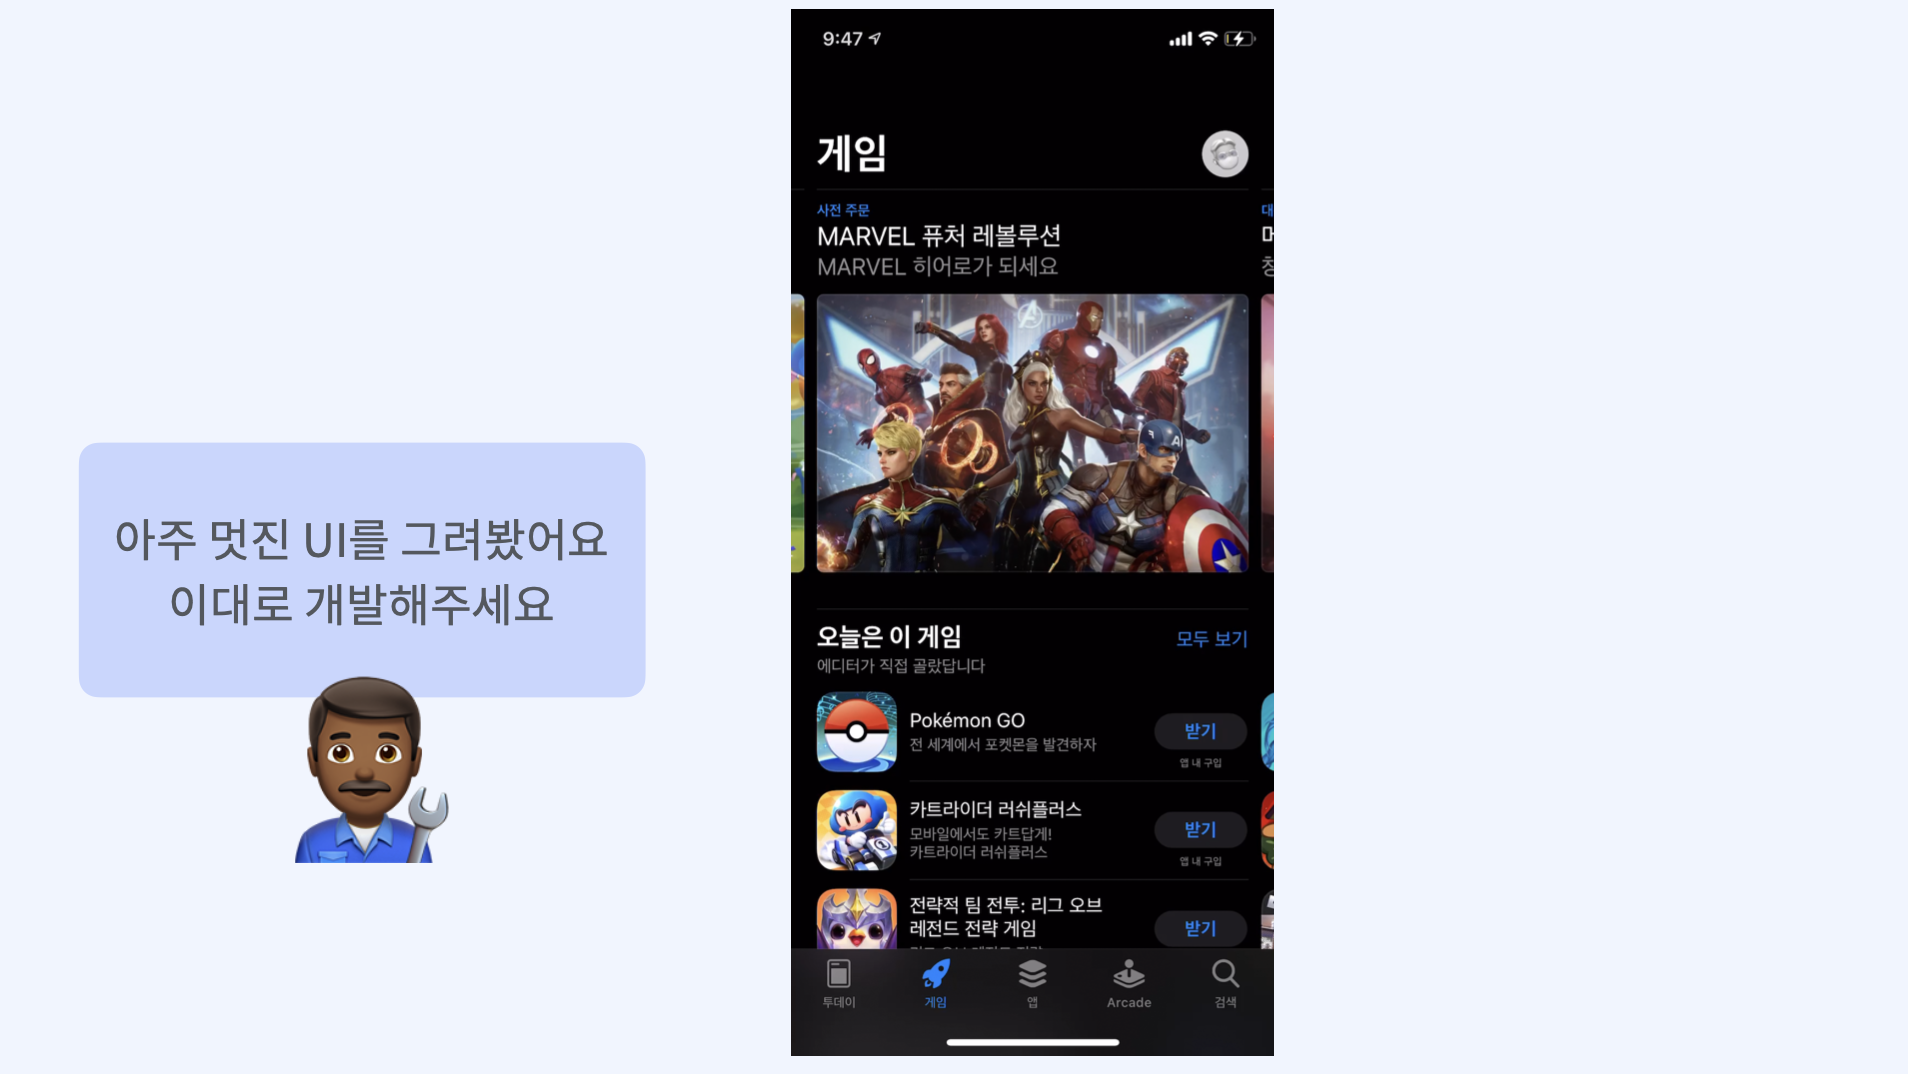 아주 멋진 UI를 그려봤어요
이대로 개발해주세요
9:47
게임
사전 주문
MARVEL 퓨처 레볼루션
MARVEL 히어로가 되세요
오늘은 이 게임
모두 보기
에디터가 직접 골랐답니다
Pokémon GO
전 세계에서 포켓몬을 발견하자
받기
앱 내 구입
카트라이더 러쉬플러스
모바일에서도 카트답게!
카트라이더 러쉬플러스
받기
앱 내 구입
전략적 팀 전투: 리그 오브
레전드 전략 게임
받기
투데이
게임
앱
Arcade
검색